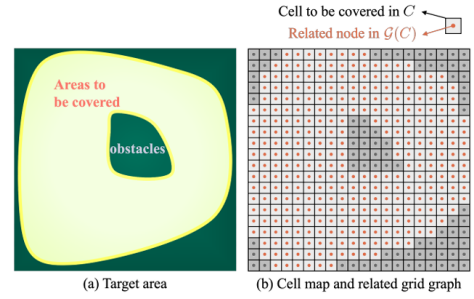 Cell to be covered in C
Related node in G(C)
Areas to
be covered
obstacles
(a) Target area
(b) Cell map and related grid graph